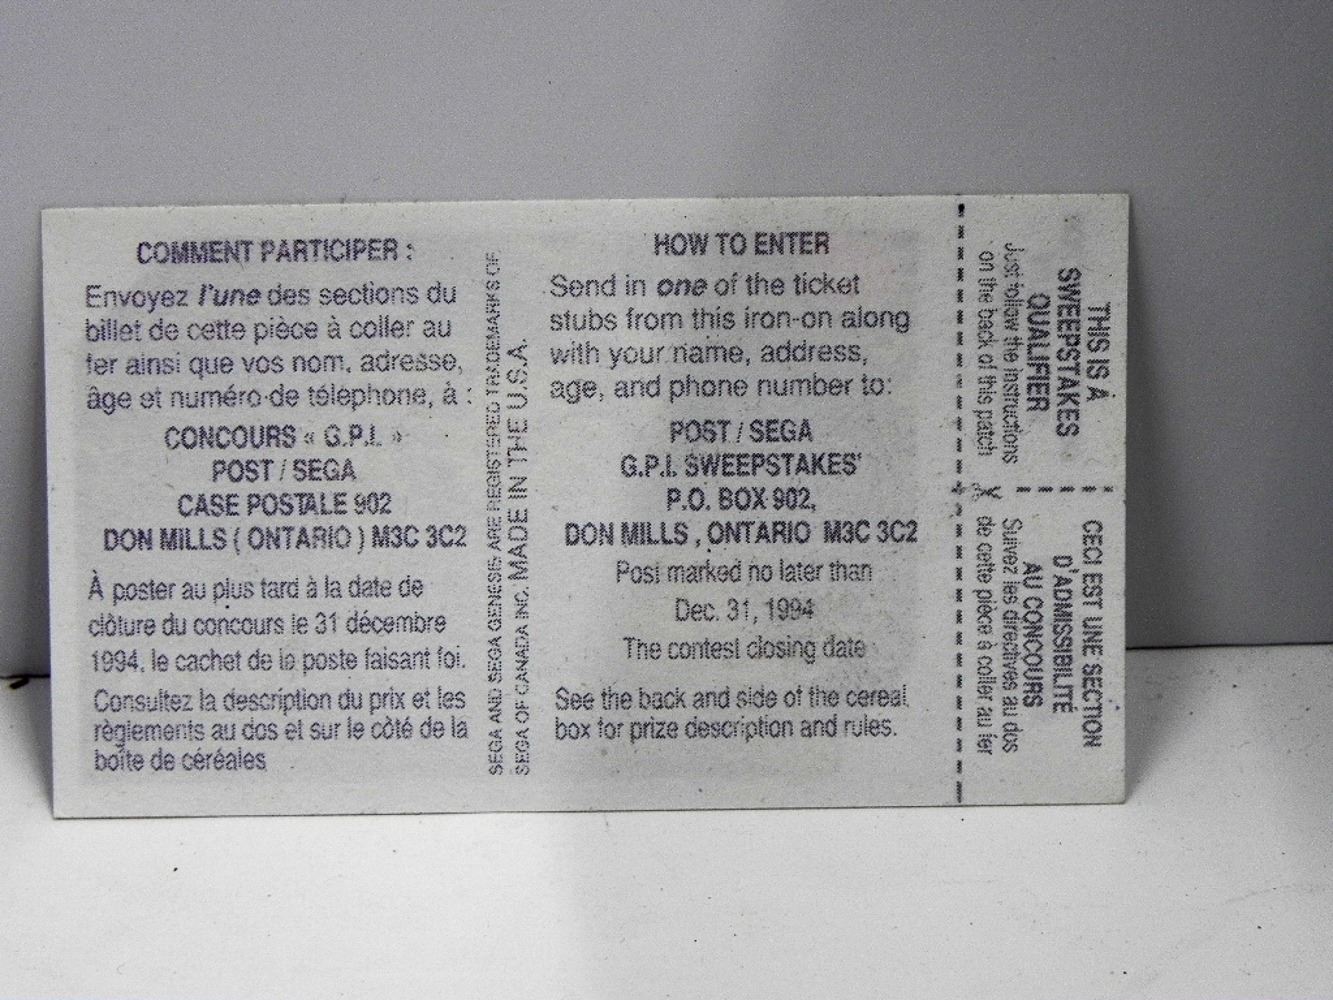 COMMENT PARTICIPER :
Envoyez l'une des sections du
billet de cette pièce à coller au
fer ainsi que vos nom, adresse,
âge et numéro de téléphone, à :
CONCOURS « G.P.I. »
POST / SEGA
CASE POSTALE 902
DON MILLS ( ONTARIO ) M3C 3C2
À poster au plus tard à la date de
clôture du concours le 31 décembre
1994, le cachet de la poste faisant foi.
Consultez la description du prix et les
règlements au dos et sur le côté de la
boîte de céréales
SEGA AND SEGA GENESIS ARE REGISTERED TRADEMARKS OF
SEGA OF CANADA INC. MADE IN THE U.S.A.
HOW TO ENTER
Send in one of the ticket
stubs from this iron-on along
with your name, address,
age, and phone number to:
POST / SEGA
G.P.I. SWEEPSTAKES'
P.O. BOX 902,
DON MILLS , ONTARIO M3C 3C2
Post marked no later than
Dec. 31, 1994
The contest closing date
See the back and side of the cereal
box for prize description and rules.
THIS IS A
SWEEPSTAKES
QUALIFIER
Just follow the instructions
on the back of this patch
CECI EST UNE SECTION
D'ADMISSIBILITÉ
AU CONCOURS
Suivez les directives au dos
de cette pièce à coller au fer